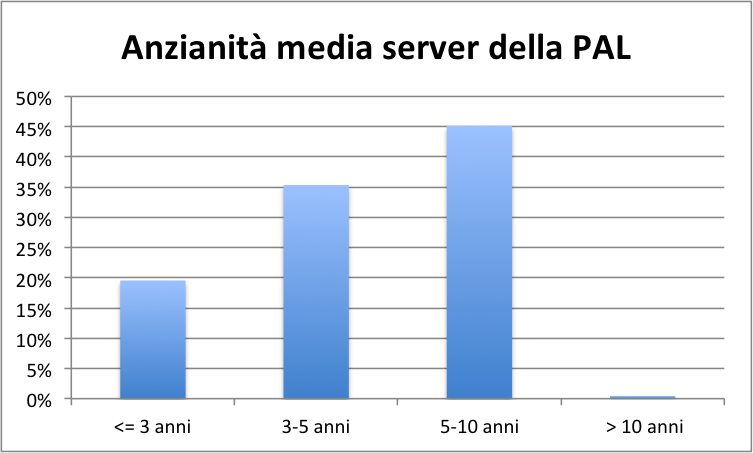 Anzianità media server della PAL
50%
45%
40%
35%
30%
25%
20%
15%
10%
5%
0%
<= 3 anni
3-5 anni
5-10 anni
> 10 anni